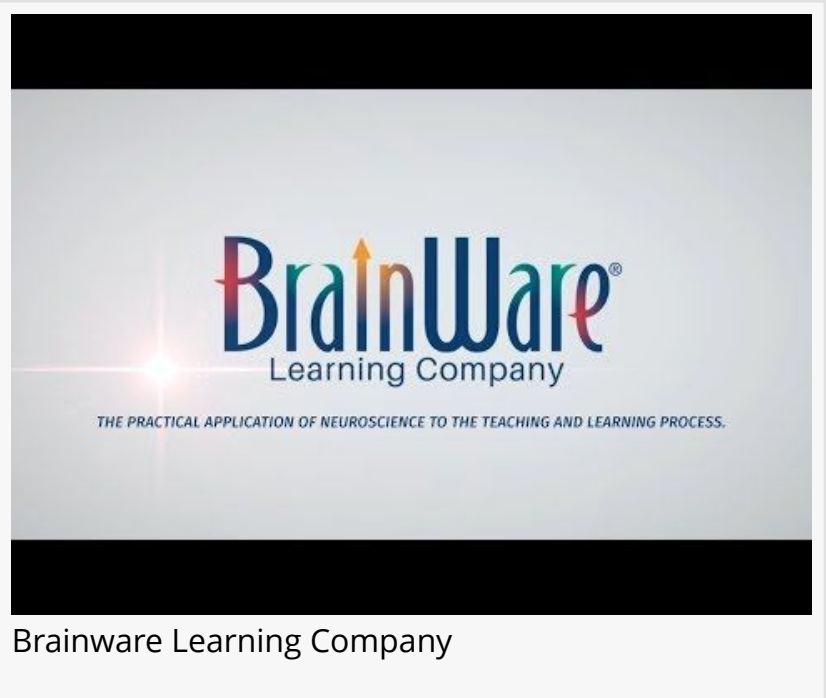 BrainWare®
Learning Company
THE PRACTICAL APPLICATION OF NEUROSCIENCE TO THE TEACHING AND LEARNING PROCESS.
Brainware Learning Company